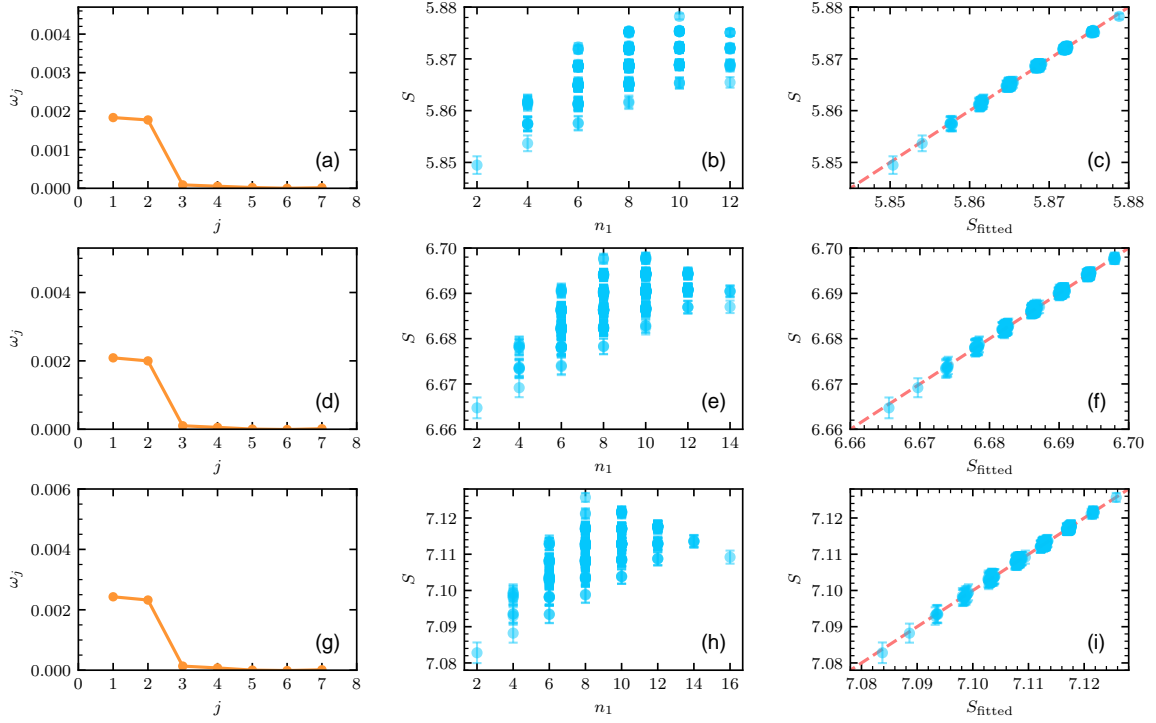 0.004
0.003
0.002
0.001
0.000
ω_j
0 1 2 3 4 5 6 7 8
j
(a)
5.88
5.87
5.86
5.85
S
2 4 6 8 10 12
n_1
(b)
5.88
5.87
5.86
5.85
S
5.85 5.86 5.87 5.88
S_fitted
(c)
0.004
0.002
0.000
ω_j
0 1 2 3 4 5 6 7 8
j
(d)
6.70
6.69
6.68
6.67
6.66
S
2 4 6 8 10 12 14
n_1
(e)
6.70
6.69
6.68
6.67
6.66
S
6.66 6.67 6.68 6.69 6.70
S_fitted
(f)
0.006
0.004
0.002
0.000
ω_j
0 1 2 3 4 5 6 7 8
j
(g)
7.12
7.11
7.10
7.09
7.08
S
2 4 6 8 10 12 14 16
n_1
(h)
7.12
7.11
7.10
7.09
7.08
S
7.08 7.09 7.10 7.11 7.12
S_fitted
(i)